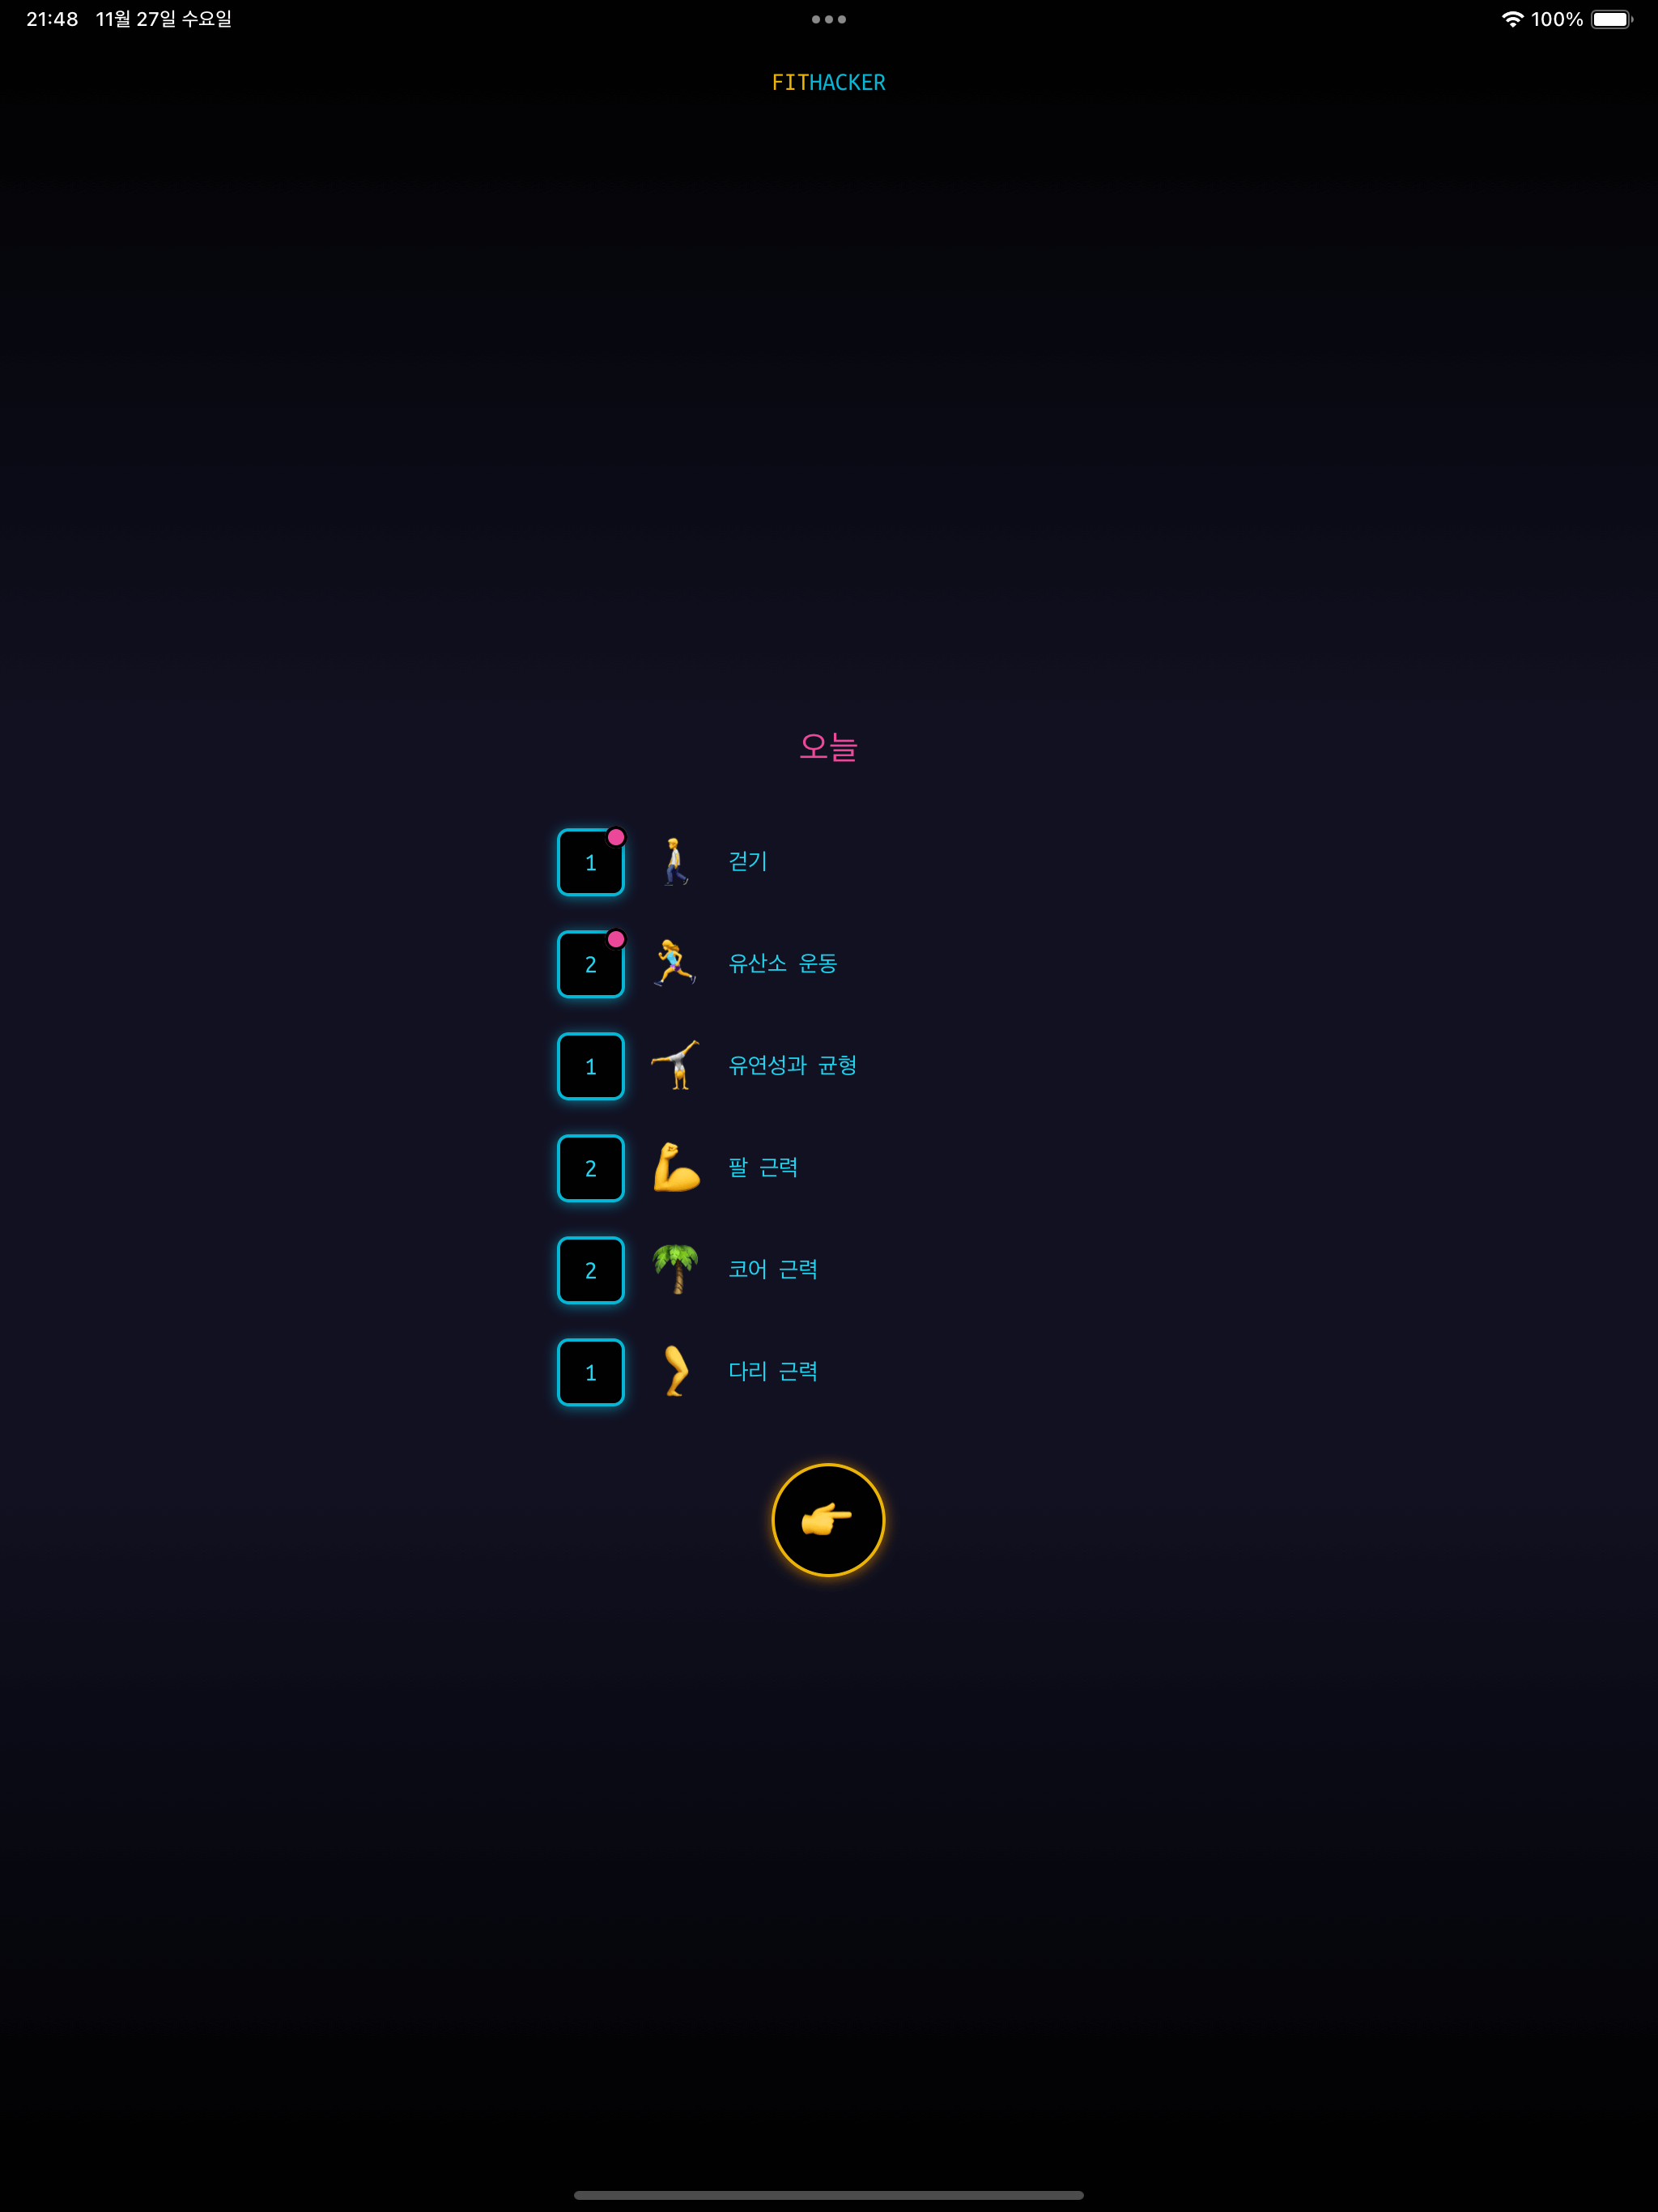 21:48 11월 27일 수요일 100%
FITHACKER
오늘
1 걷기
2 유산소 운동
1 유연성과 균형
2 팔 근력
2 코어 근력
1 다리 근력